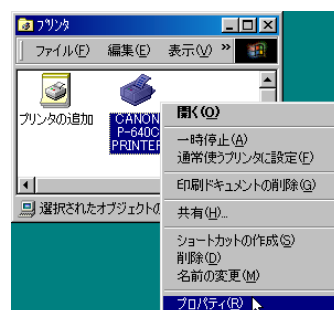 プリンタ
ファイル(F) 編集(E) 表示(V) »
プリンタの追加
CANON
P-640C
PRINTER
開く(O)
一時停止(A)
通常使うプリンタに設定(F)
印刷ドキュメントの削除(G)
共有(H)...
ショートカットの作成(S)
削除(D)
名前の変更(M)
プロパティ(R)
選択されたオブジェクトの